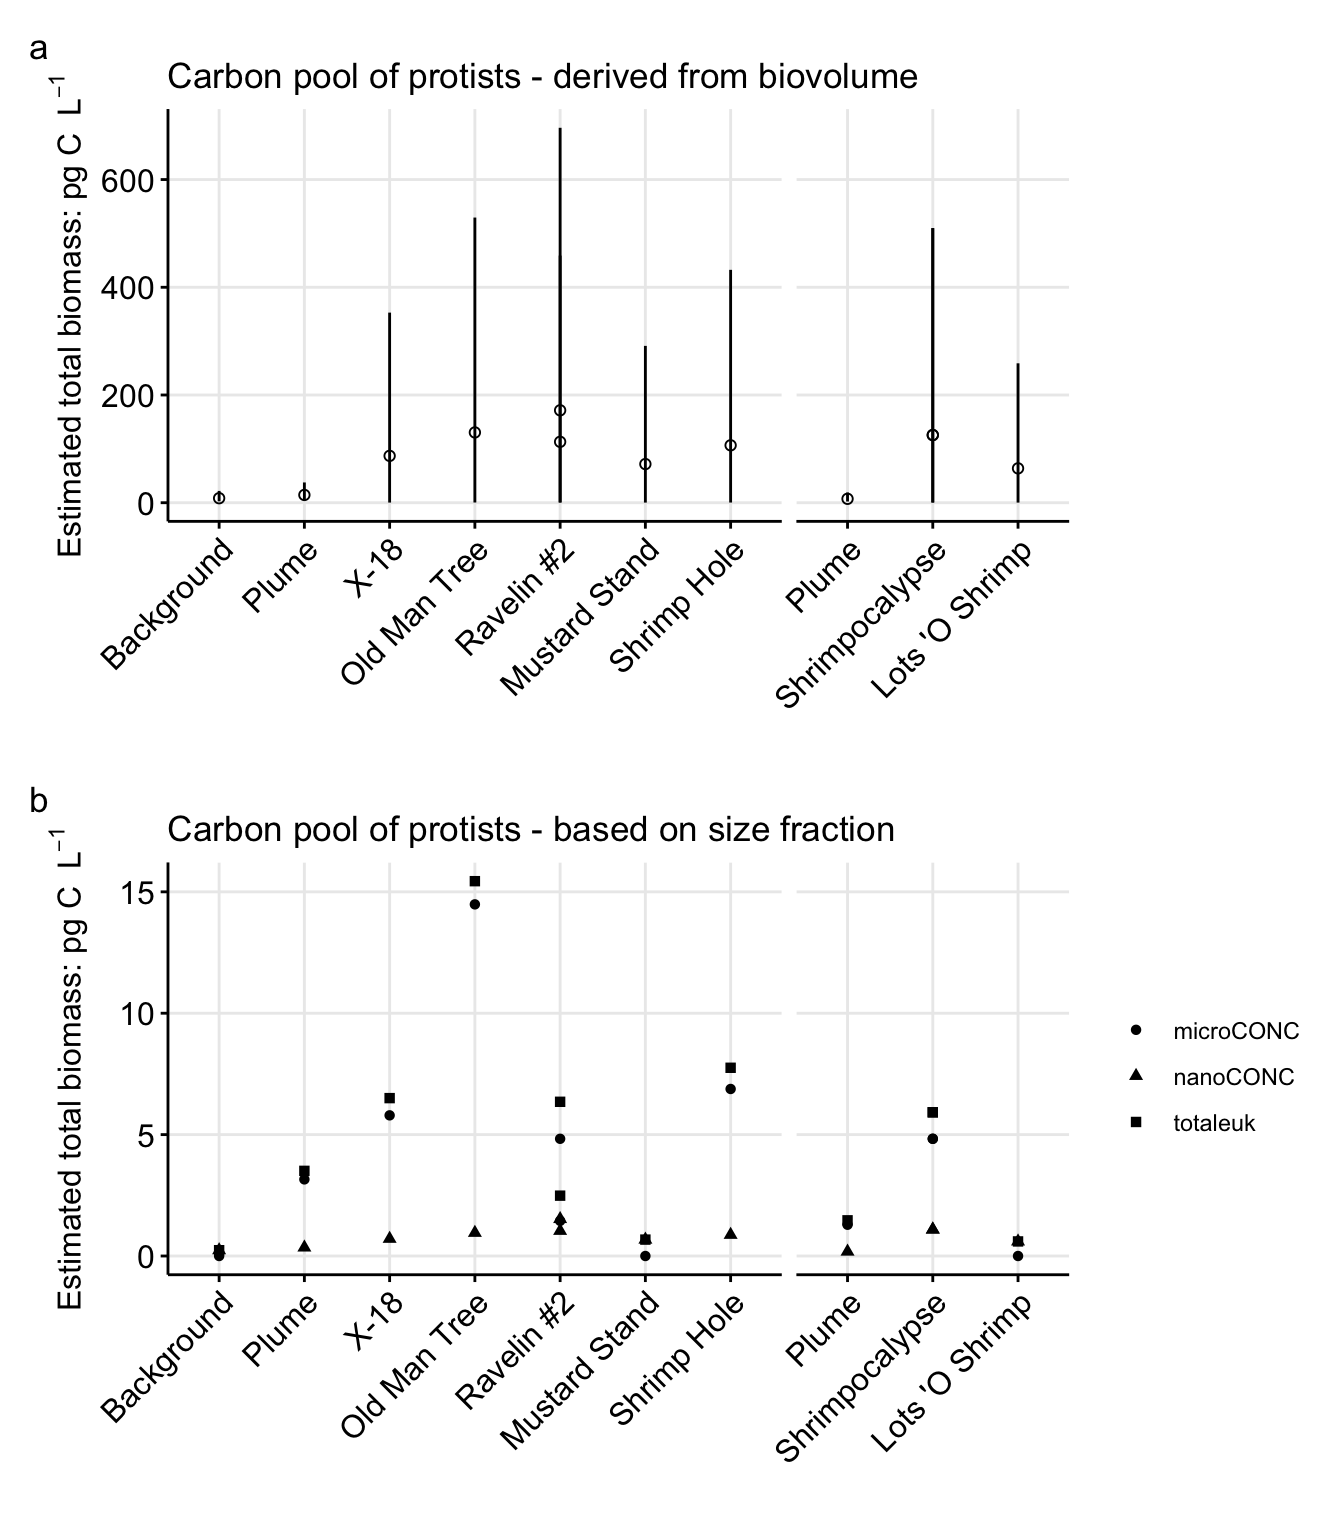 a
Carbon pool of protists - derived from biovolume
Estimated total biomass: pg C L⁻¹
600
400
200
0
Background
Plume
X-18
Old Man Tree
Ravelin #2
Mustard Stand
Shrimp Hole
Plume
Shrimpocalypse
Lots 'O Shrimp
b
Carbon pool of protists - based on size fraction
Estimated total biomass: pg C L⁻¹
15
10
5
0
Background
Plume
X-18
Old Man Tree
Ravelin #2
Mustard Stand
Shrimp Hole
Plume
Shrimpocalypse
Lots 'O Shrimp
microCONC
nanoCONC
totaleuk